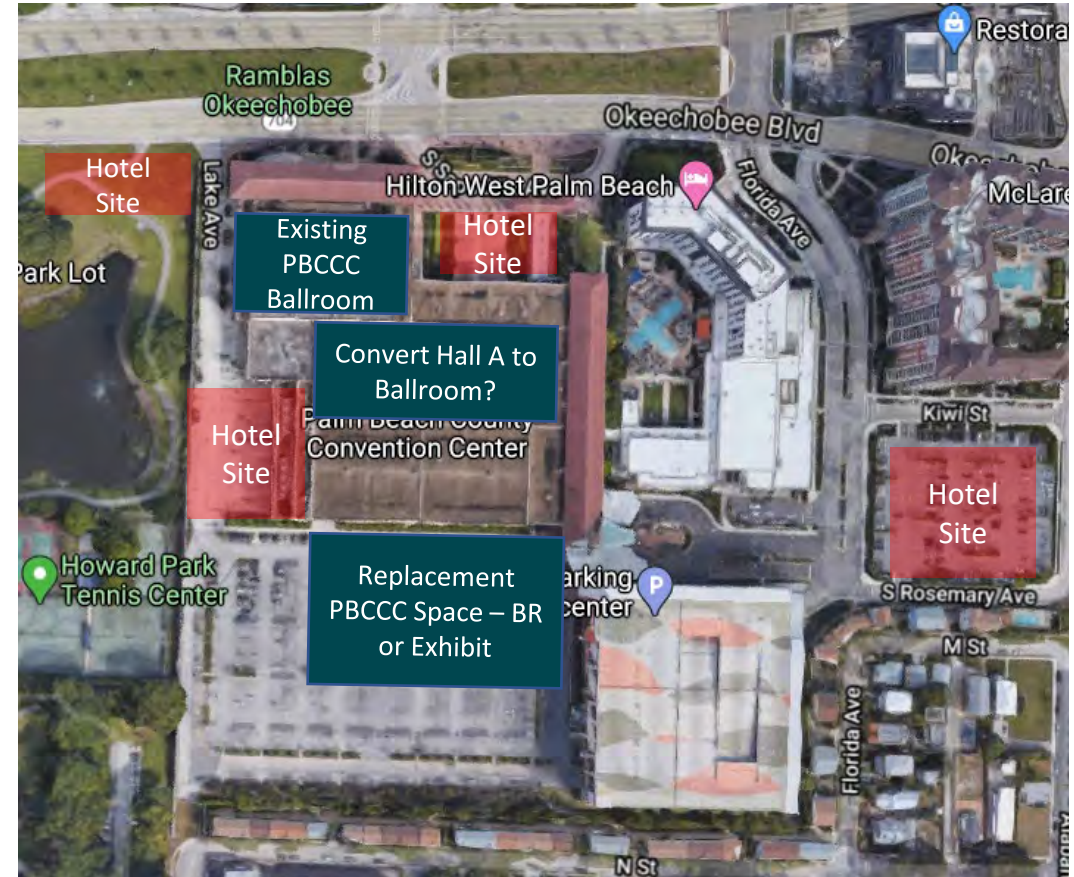 Restora
Ramblas
Okeechobee
704
Okeechobee Blvd
Hotel
Site
Lake Ave
Hilton West Palm Beach
Florida Ave
McLare
Existing
PBCCC
Ballroom
Hotel
Site
Park Lot
Convert Hall A to
Ballroom?
Kiwi St
Palm Beach County
Convention Center
Hotel
Site
Hotel
Site
Howard Park
Tennis Center
Replacement
PBCCC Space – BR
or Exhibit
arking
center
P
S Rosemary Ave
M St
Florida Ave
N St